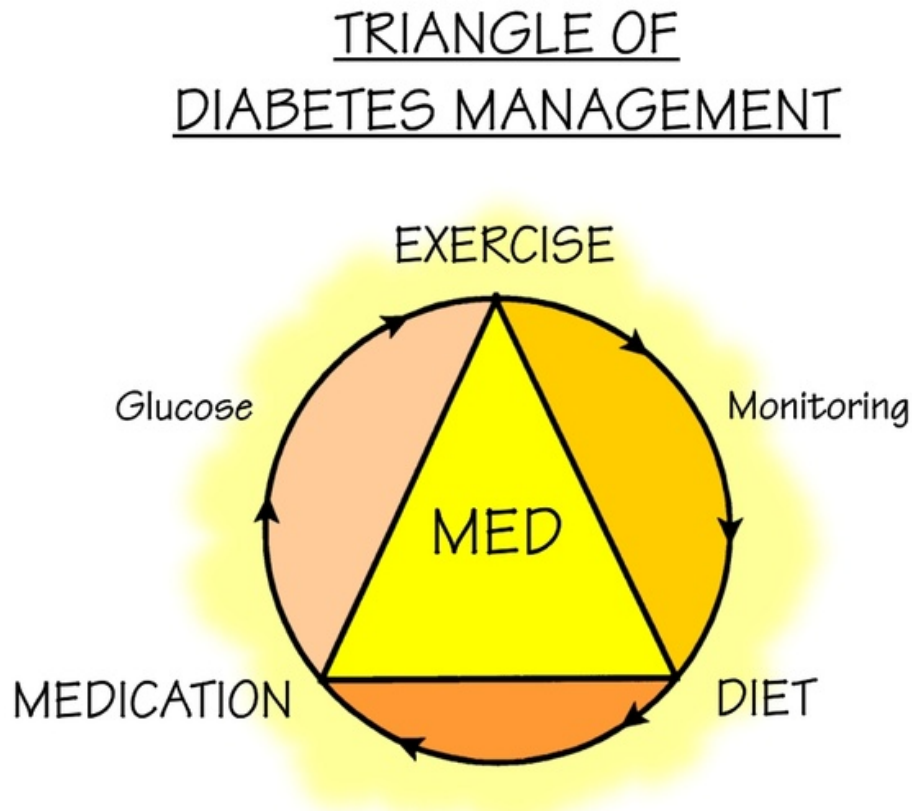 TRIANGLE OF
DIABETES MANAGEMENT
EXERCISE
Glucose
Monitoring
MED
MEDICATION
DIET